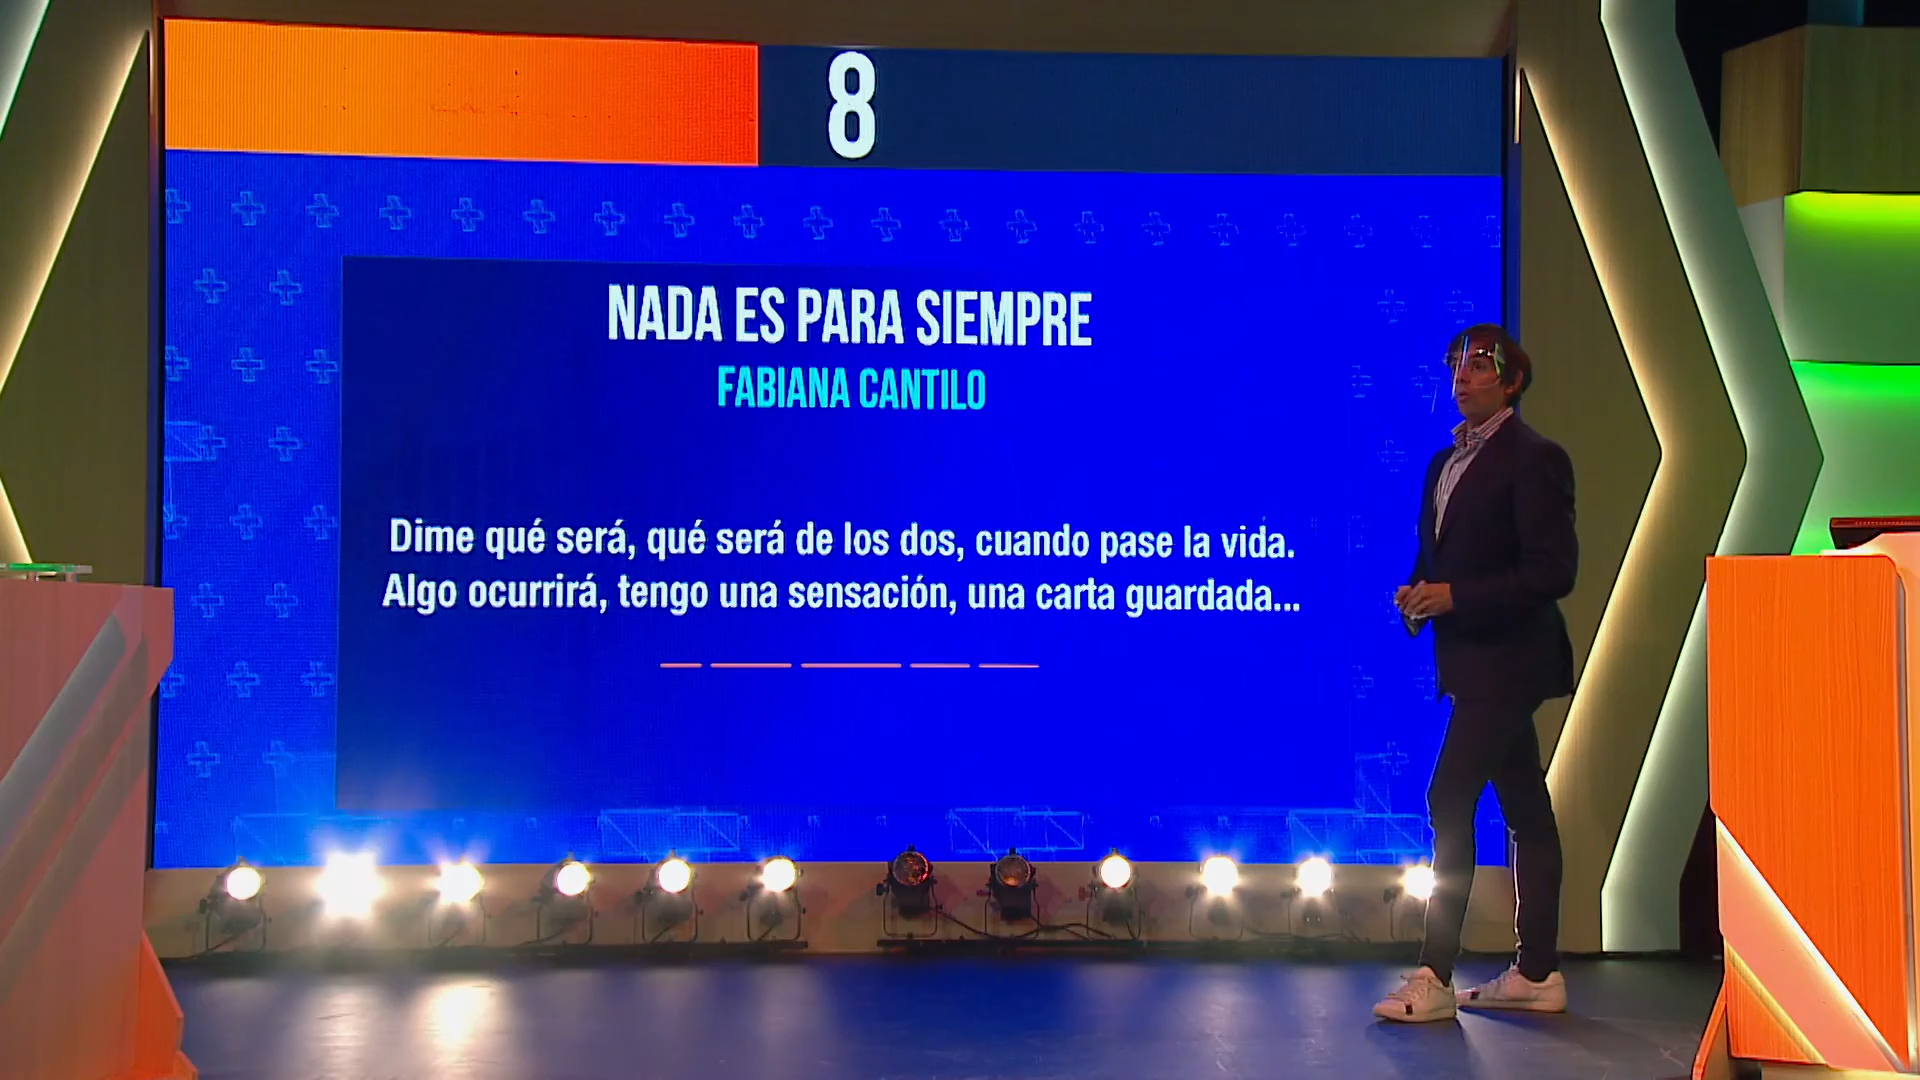 8
NADA ES PARA SIEMPRE
FABIANA CANTILO
Dime qué será, qué será de los dos, cuando pase la vida.
Algo ocurrirá, tengo una sensación, una carta guardada...